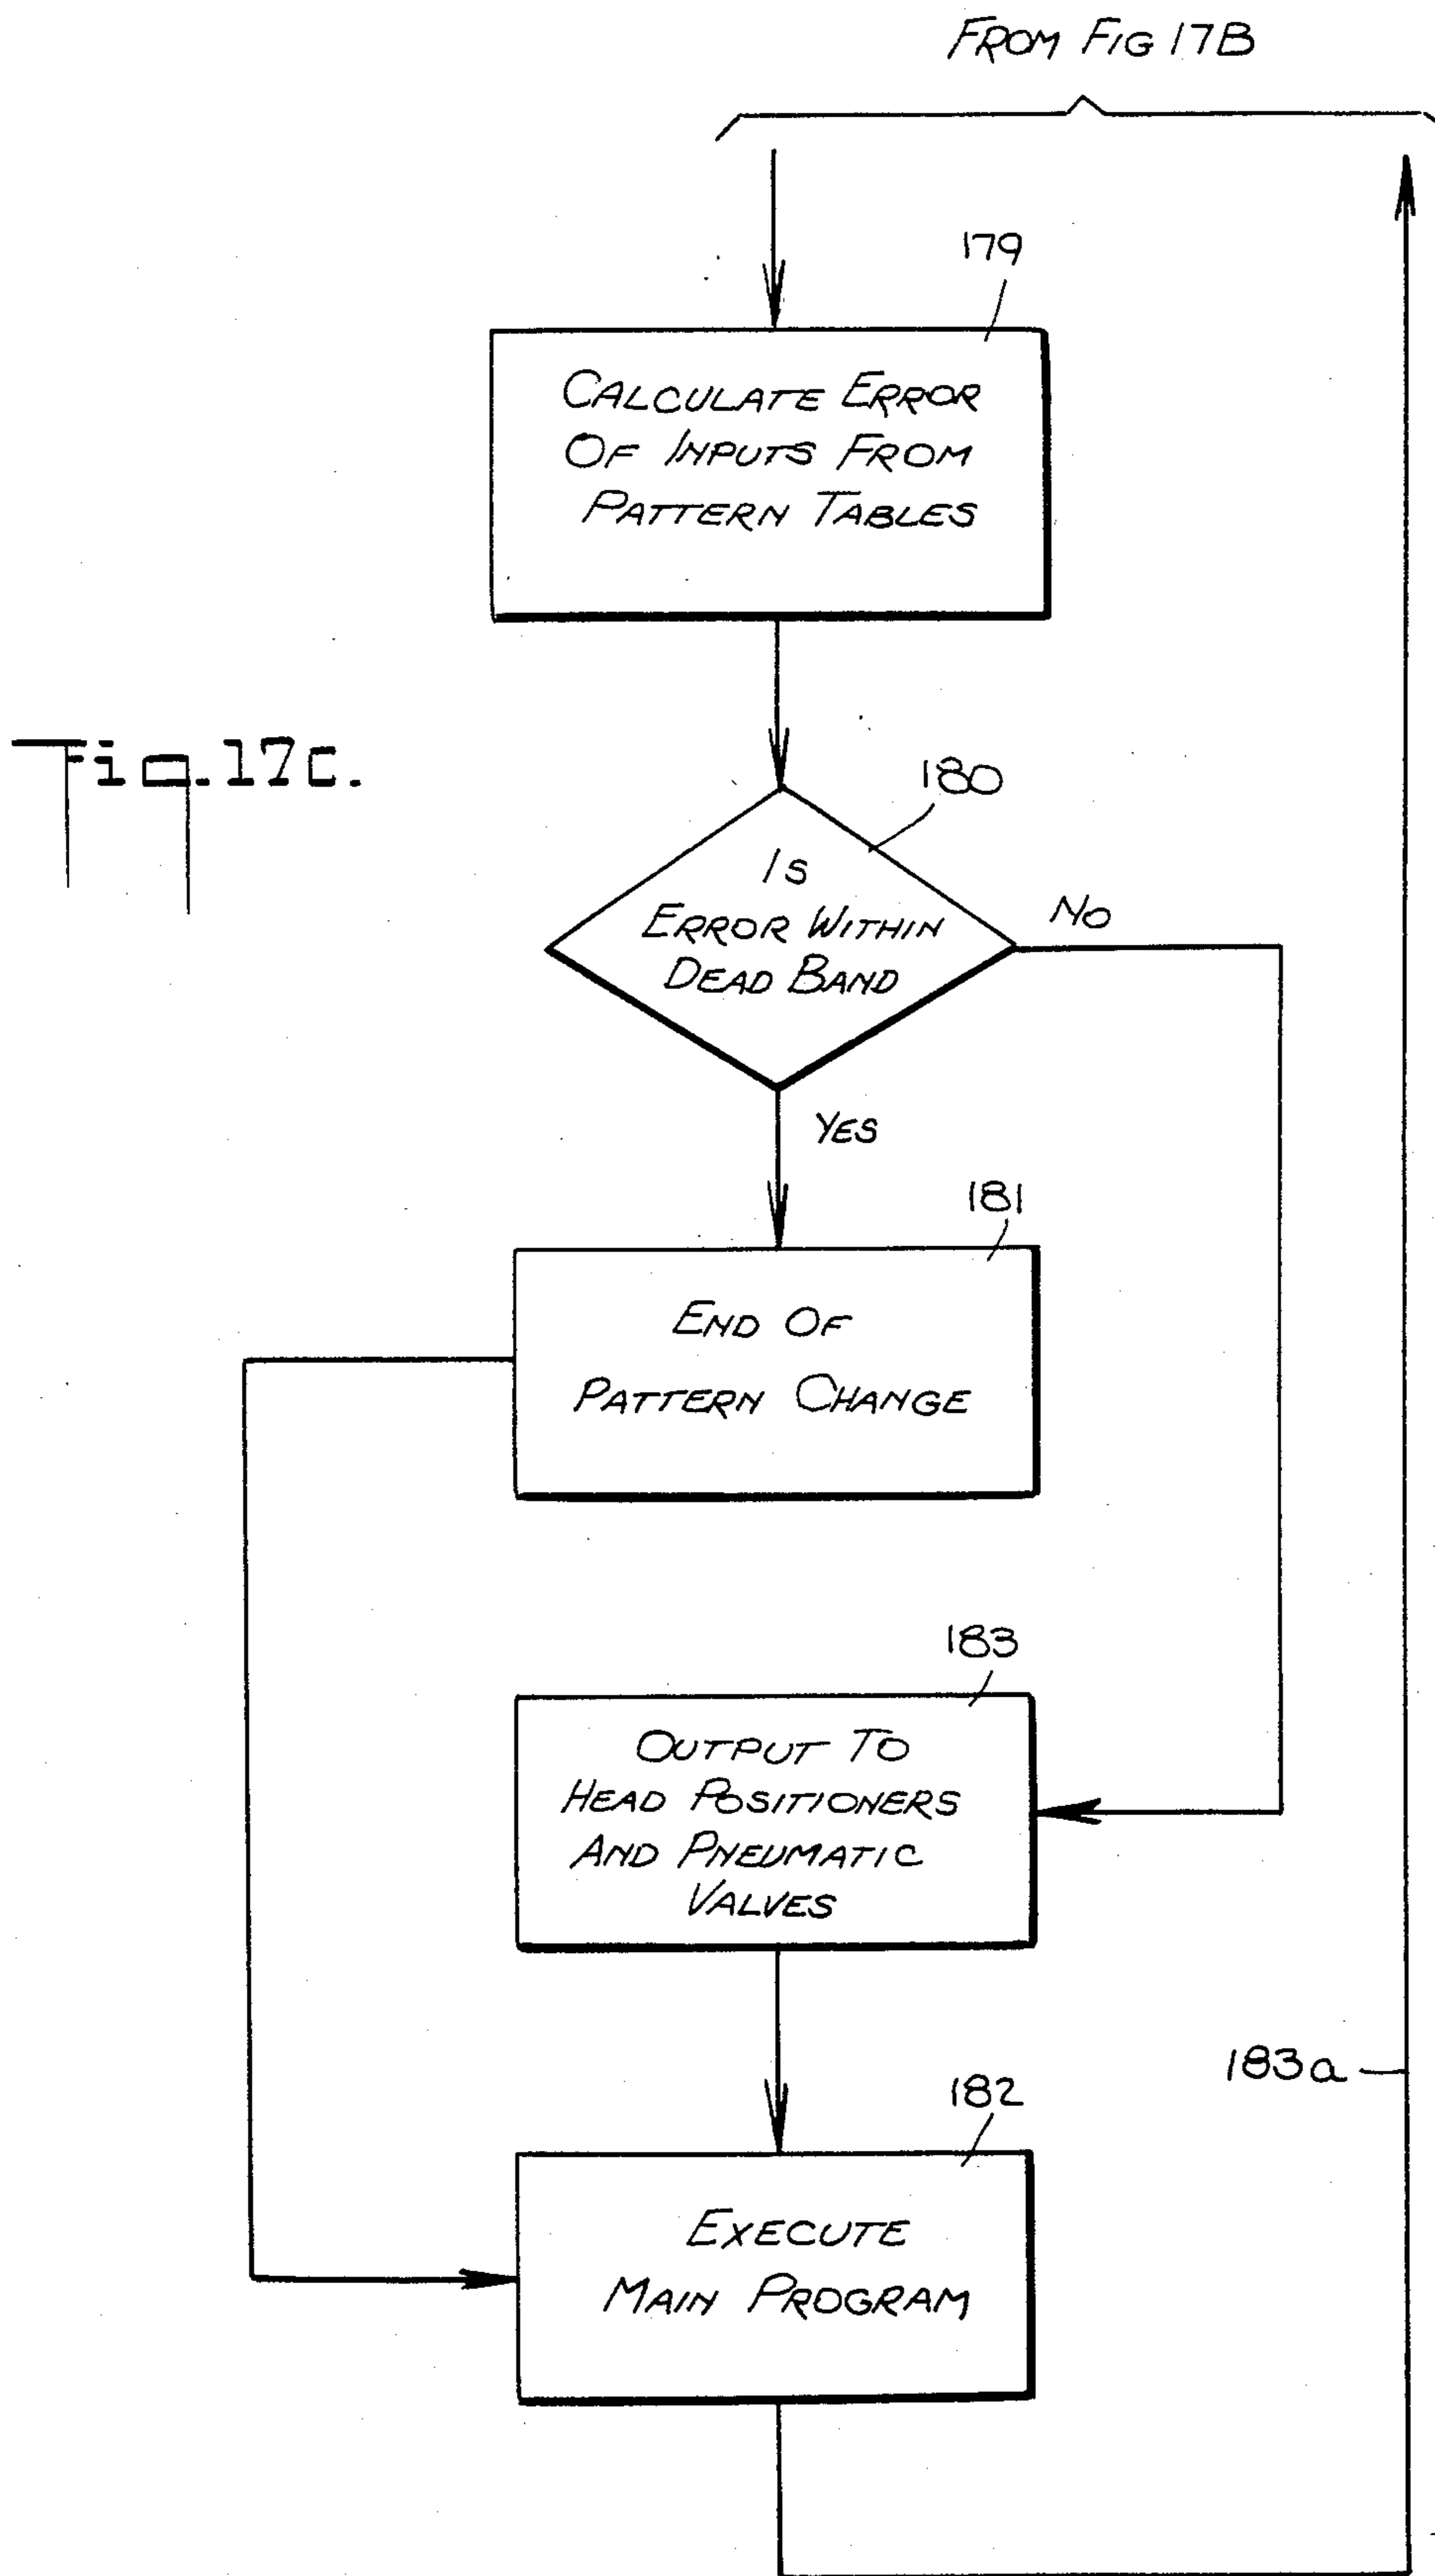 FROM FIG 17B
179
CALCULATE ERROR
OF INPUTS FROM
PATTERN TABLES
Fig. 17C.
180
IS
ERROR WITHIN
DEAD BAND
NO
YES
181
END OF
PATTERN CHANGE
183
OUTPUT TO
HEAD POSITIONERS
AND PNEUMATIC
VALVES
183a
182
EXECUTE
MAIN PROGRAM